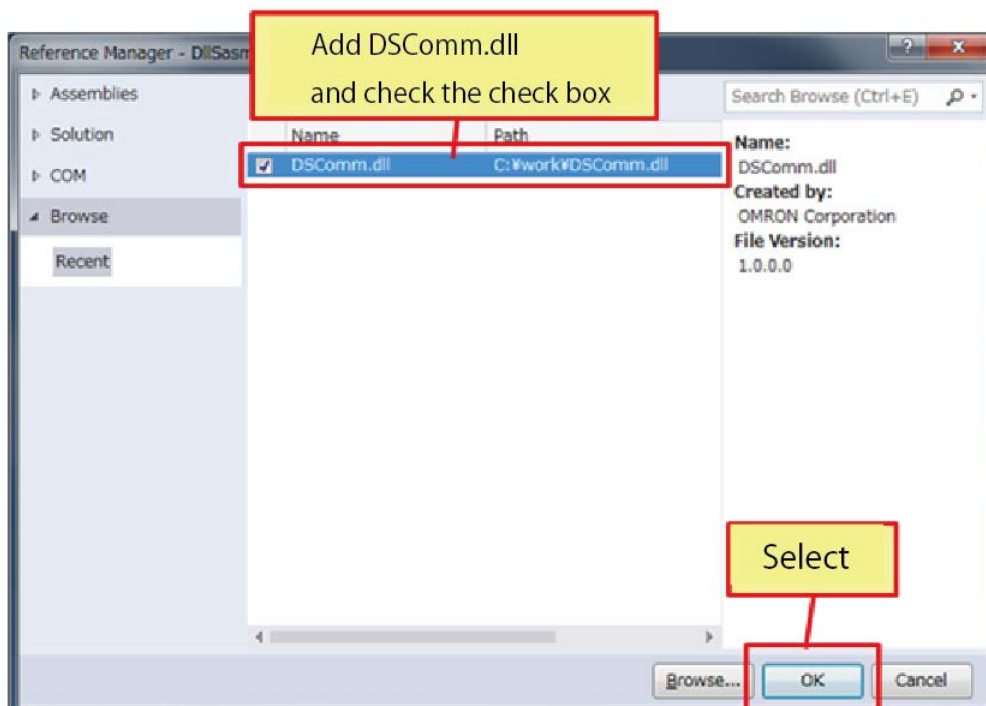 Add DSComm.dll
and check the check box
Reference Manager - DllSasm
Assemblies
Solution
COM
Browse
Recent
Search Browse (Ctrl+E)
Name Path
DSComm.dll C:¥work¥DSComm.dll
Name:
DSComm.dll
Created by:
OMRON Corporation
File Version:
1.0.0.0
Select
Browse... OK Cancel